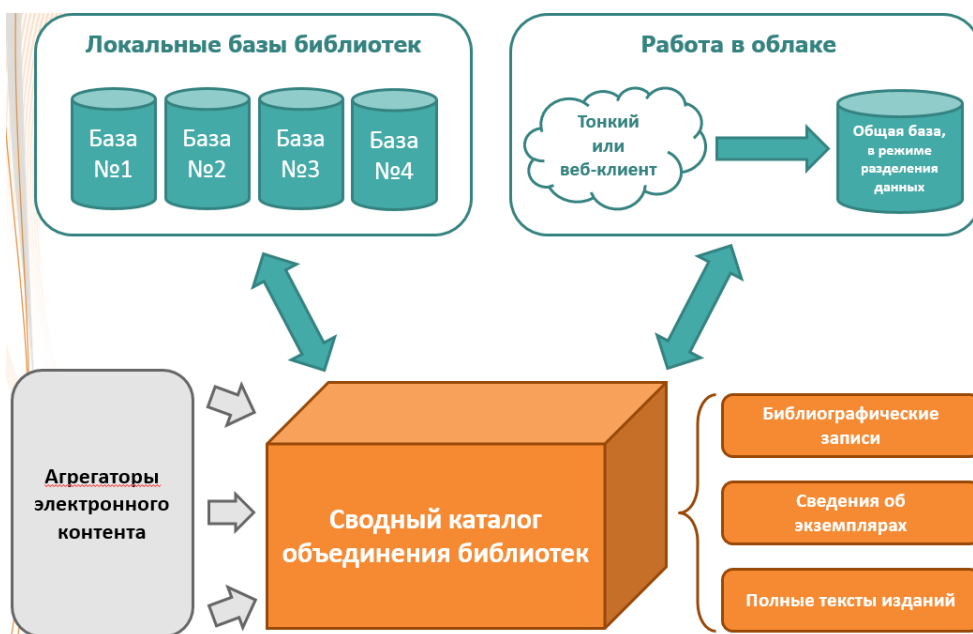 Локальные базы библиотек
База
№1
База
№2
База
№3
База
№4
Работа в облаке
Тонкий
или
веб-клиент
Общая база,
в режиме
разделения
данных
Агрегаторы
электронного
контента
Сводный каталог
объединения библиотек
Библиографические
записи
Сведения об
экземплярах
Полные тексты изданий